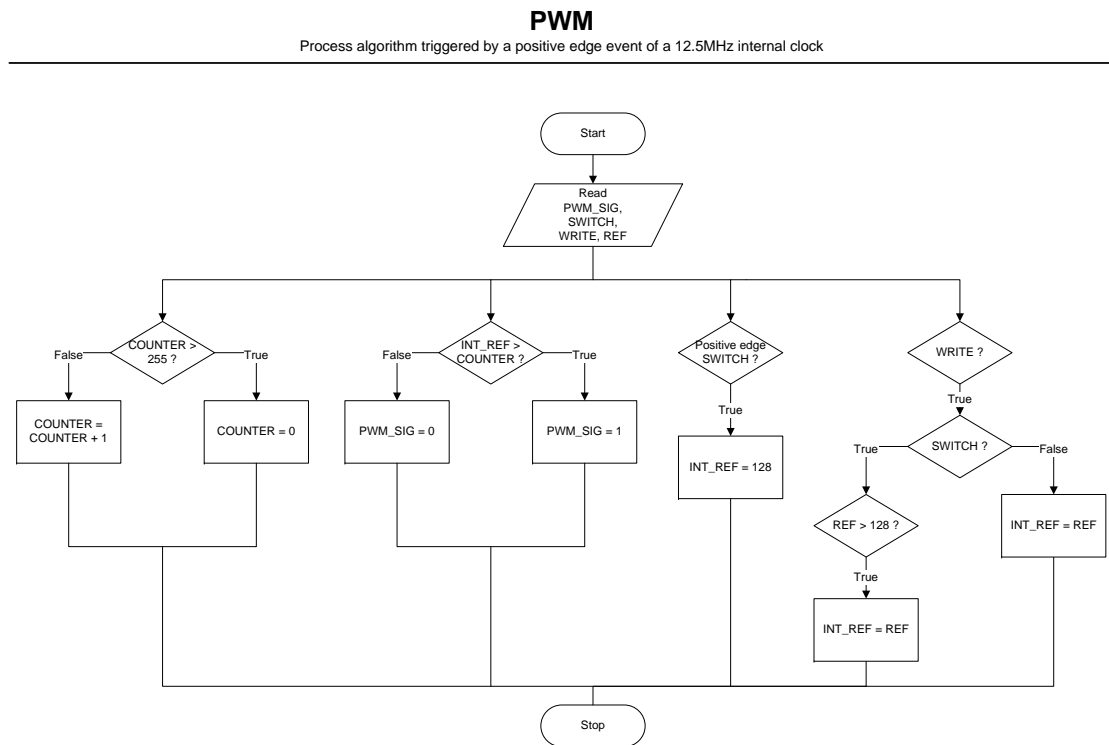 PWM
Process algorithm triggered by a positive edge event of a 12.5MHz internal clock
Start
Read
PWM_SIG,
SWITCH,
WRITE, REF
COUNTER >
255 ?
False
True
COUNTER =
COUNTER + 1
COUNTER = 0
INT_REF >
COUNTER ?
False
True
PWM_SIG = 0
PWM_SIG = 1
Positive edge
SWITCH ?
True
INT_REF = 128
WRITE ?
True
SWITCH ?
True
False
REF > 128 ?
True
INT_REF = REF
INT_REF = REF
Stop